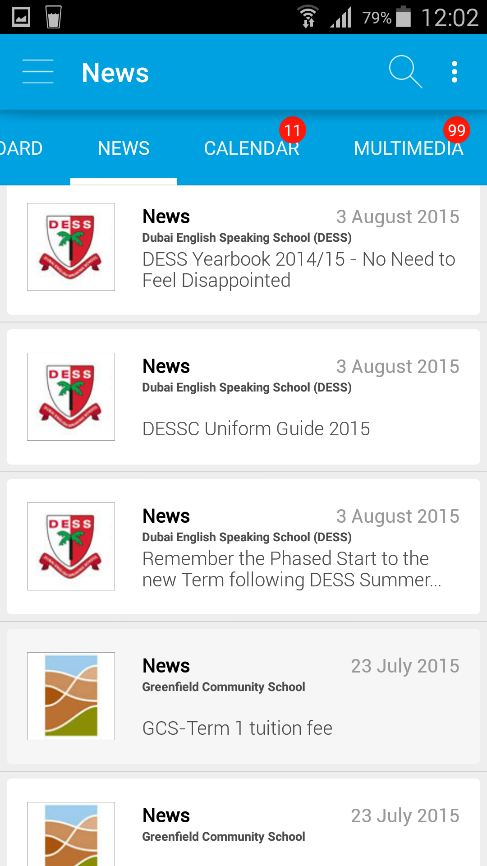 79% 12:02
News
OARD NEWS CALENDAR 11 MULTIMEDIA 99
DESS
News 3 August 2015
Dubai English Speaking School (DESS)
DESS Yearbook 2014/15 - No Need to
Feel Disappointed
DESS
News 3 August 2015
Dubai English Speaking School (DESS)
DESSC Uniform Guide 2015
DESS
News 3 August 2015
Dubai English Speaking School (DESS)
Remember the Phased Start to the
new Term following DESS Summer...
News 23 July 2015
Greenfield Community School
GCS-Term 1 tuition fee
News 23 July 2015
Greenfield Community School